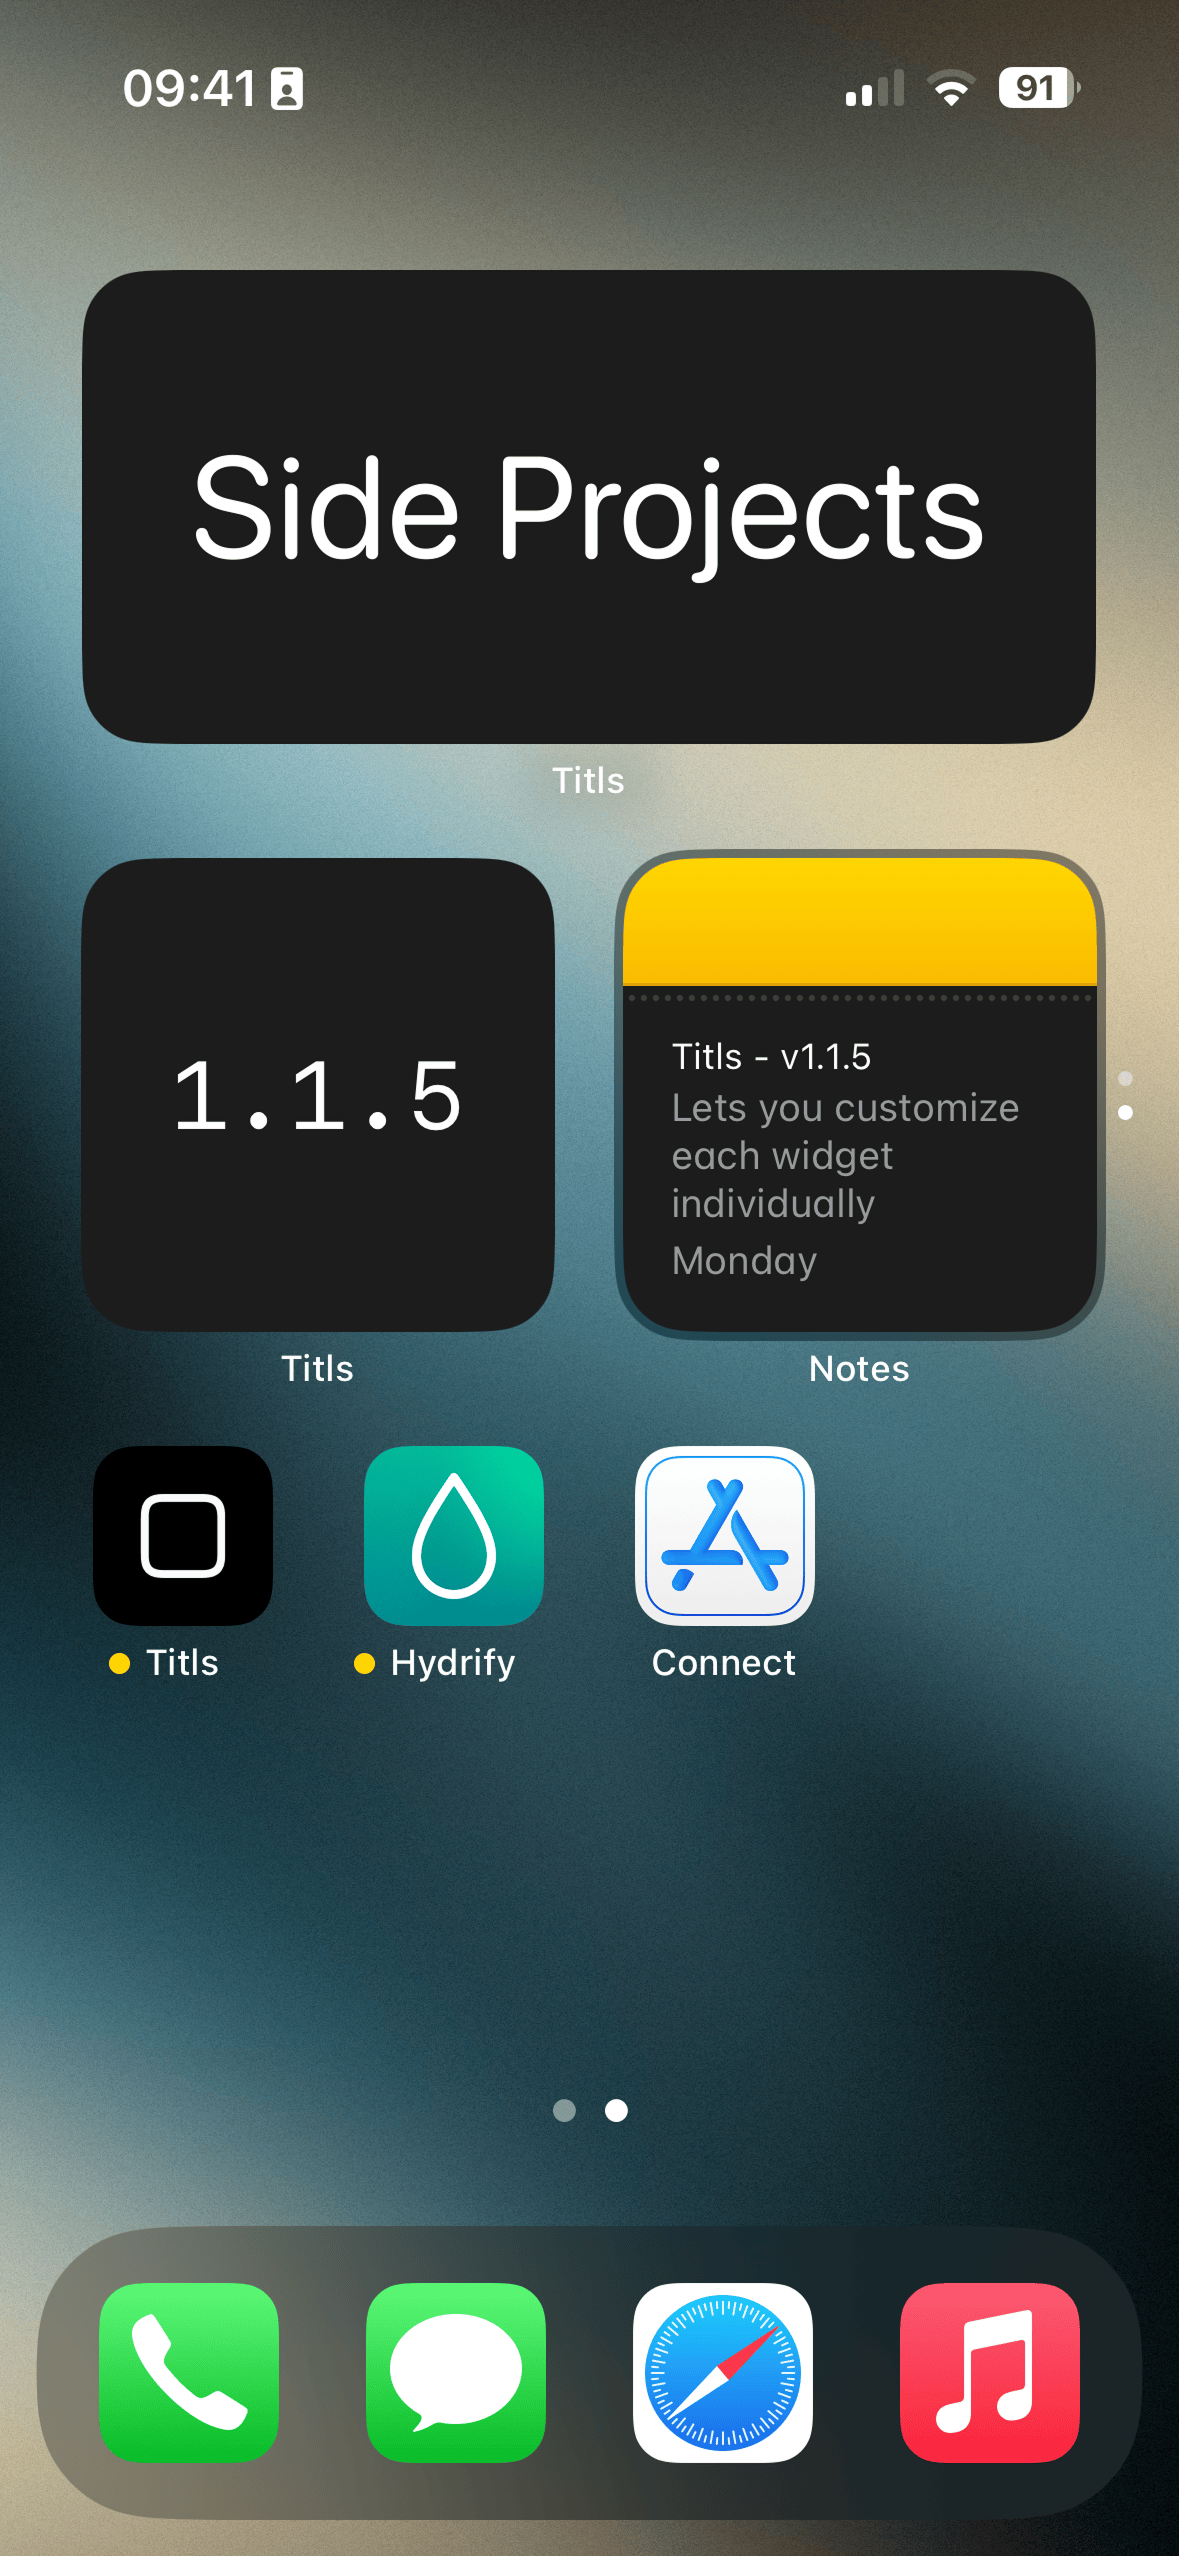 09:41
91
Side Projects
Titls
1.1.5
Titls - v1.1.5
Lets you customize
each widget
individually
Monday
Titls
Notes
Titls
Hydrify
Connect